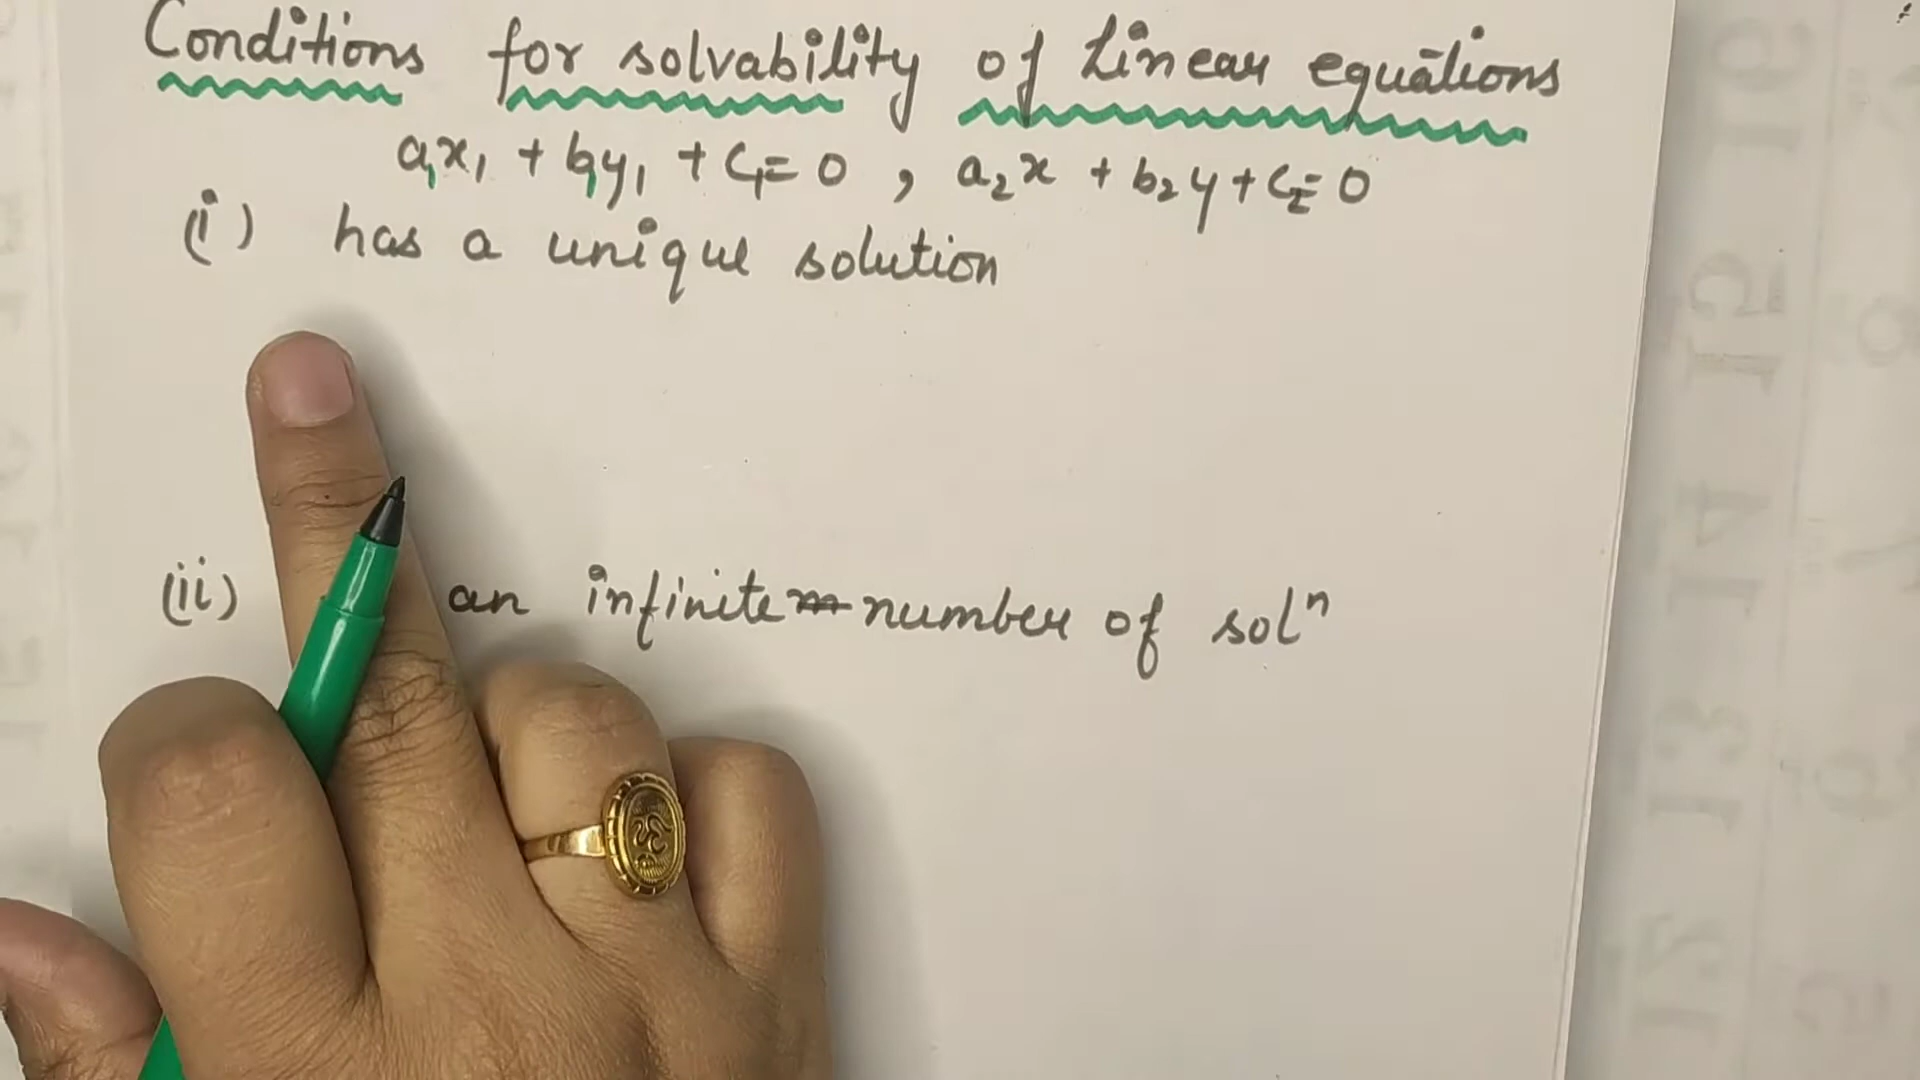 Conditions for solvability of Linear equations
a₁x₁ + b₁y₁ + C₁=0 , a₂x + b₂y+C₂=0
(i) has a unique solution
(ii) an infinite number of solⁿ